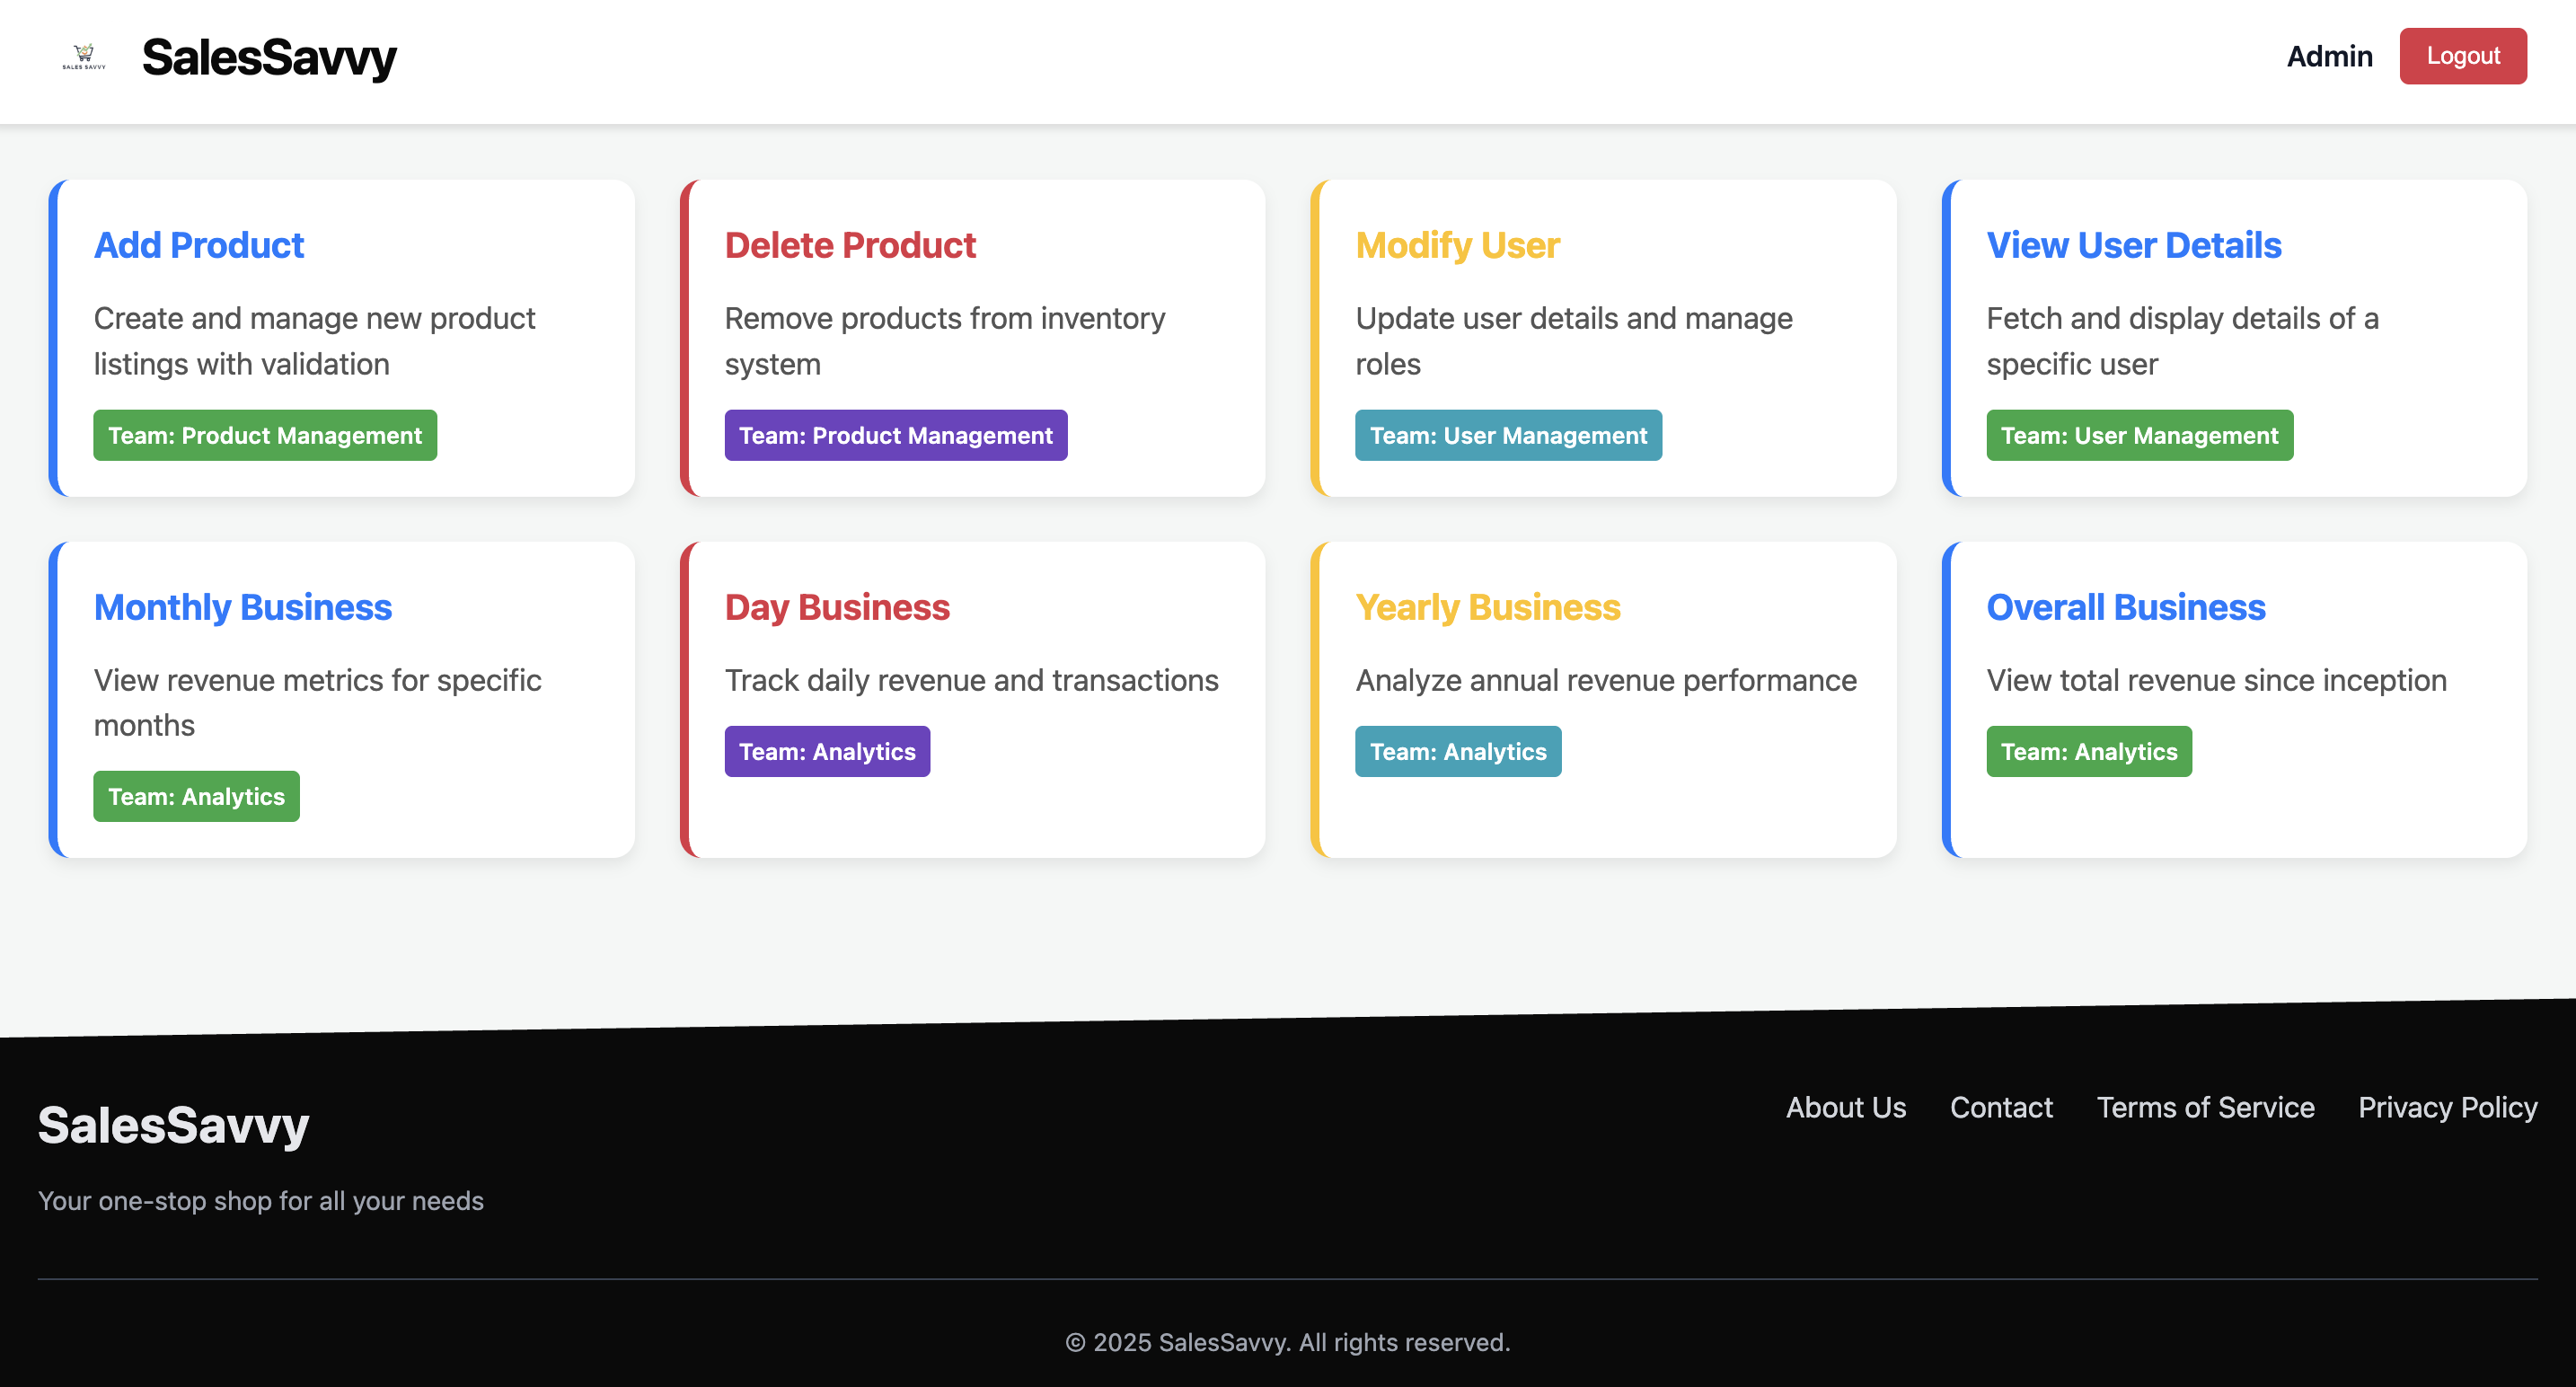 SALES SAVVY
SalesSavvy
Admin
Logout
Add Product
Create and manage new product
listings with validation
Team: Product Management
Delete Product
Remove products from inventory
system
Team: Product Management
Modify User
Update user details and manage
roles
Team: User Management
View User Details
Fetch and display details of a
specific user
Team: User Management
Monthly Business
View revenue metrics for specific
months
Team: Analytics
Day Business
Track daily revenue and transactions
Team: Analytics
Yearly Business
Analyze annual revenue performance
Team: Analytics
Overall Business
View total revenue since inception
Team: Analytics
SalesSavvy
Your one-stop shop for all your needs
About Us
Contact
Terms of Service
Privacy Policy
© 2025 SalesSavvy. All rights reserved.